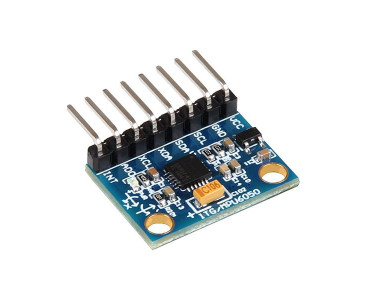 VCC
GND
SCL
SDA
XDA
XCL
AD0
INT
ITG/MPU6050